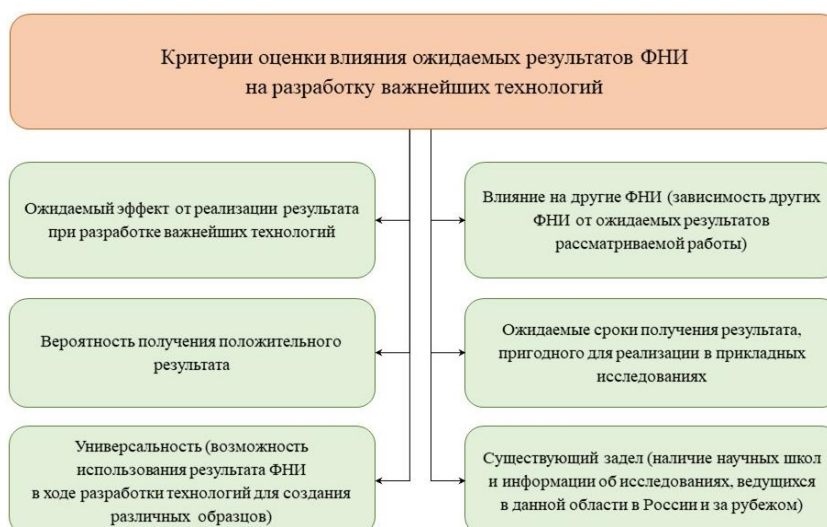 Критерии оценки влияния ожидаемых результатов ФНИ
на разработку важнейших технологий
Ожидаемый эффект от реализации результата
при разработке важнейших технологий
Влияние на другие ФНИ (зависимость других
ФНИ от ожидаемых результатов
рассматриваемой работы)
Вероятность получения положительного
результата
Ожидаемые сроки получения результата,
пригодного для реализации в прикладных
исследованиях
Универсальность (возможность
использования результата ФНИ
в ходе разработки технологий для создания
различных образцов)
Существующий задел (наличие научных школ
и информации об исследованиях, ведущихся
в данной области в России и за рубежом)